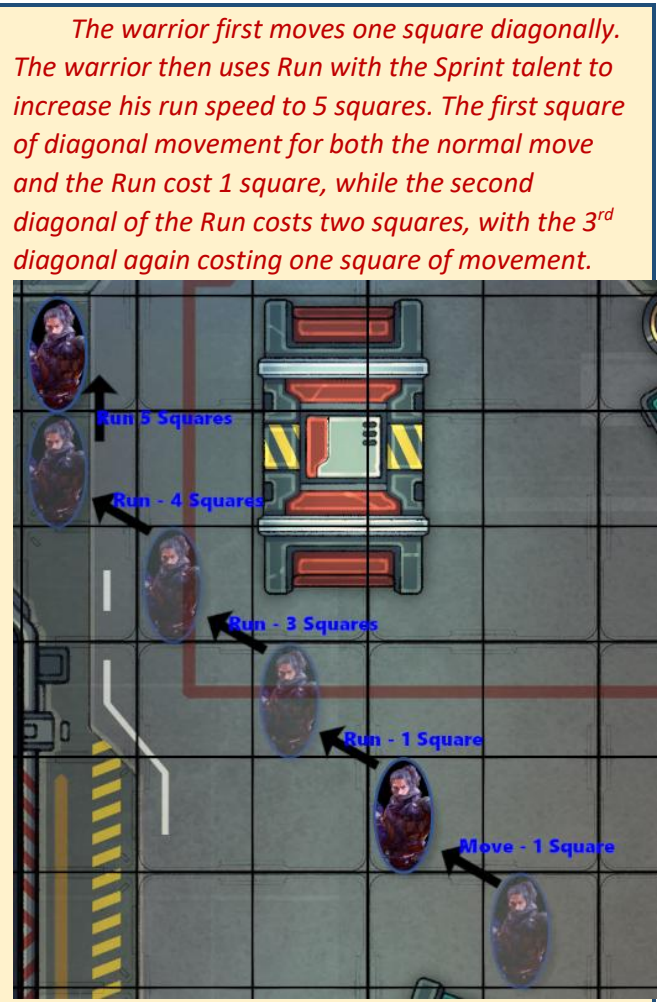 The warrior first moves one square diagonally.
The warrior then uses Run with the Sprint talent to
increase his run speed to 5 squares. The first square
of diagonal movement for both the normal move
and the Run cost 1 square, while the second
diagonal of the Run costs two squares, with the 3rd
diagonal again costing one square of movement.
Run 5 Squares
Run - 4 Squares
Run - 3 Squares
Run - 1 Square
Move - 1 Square